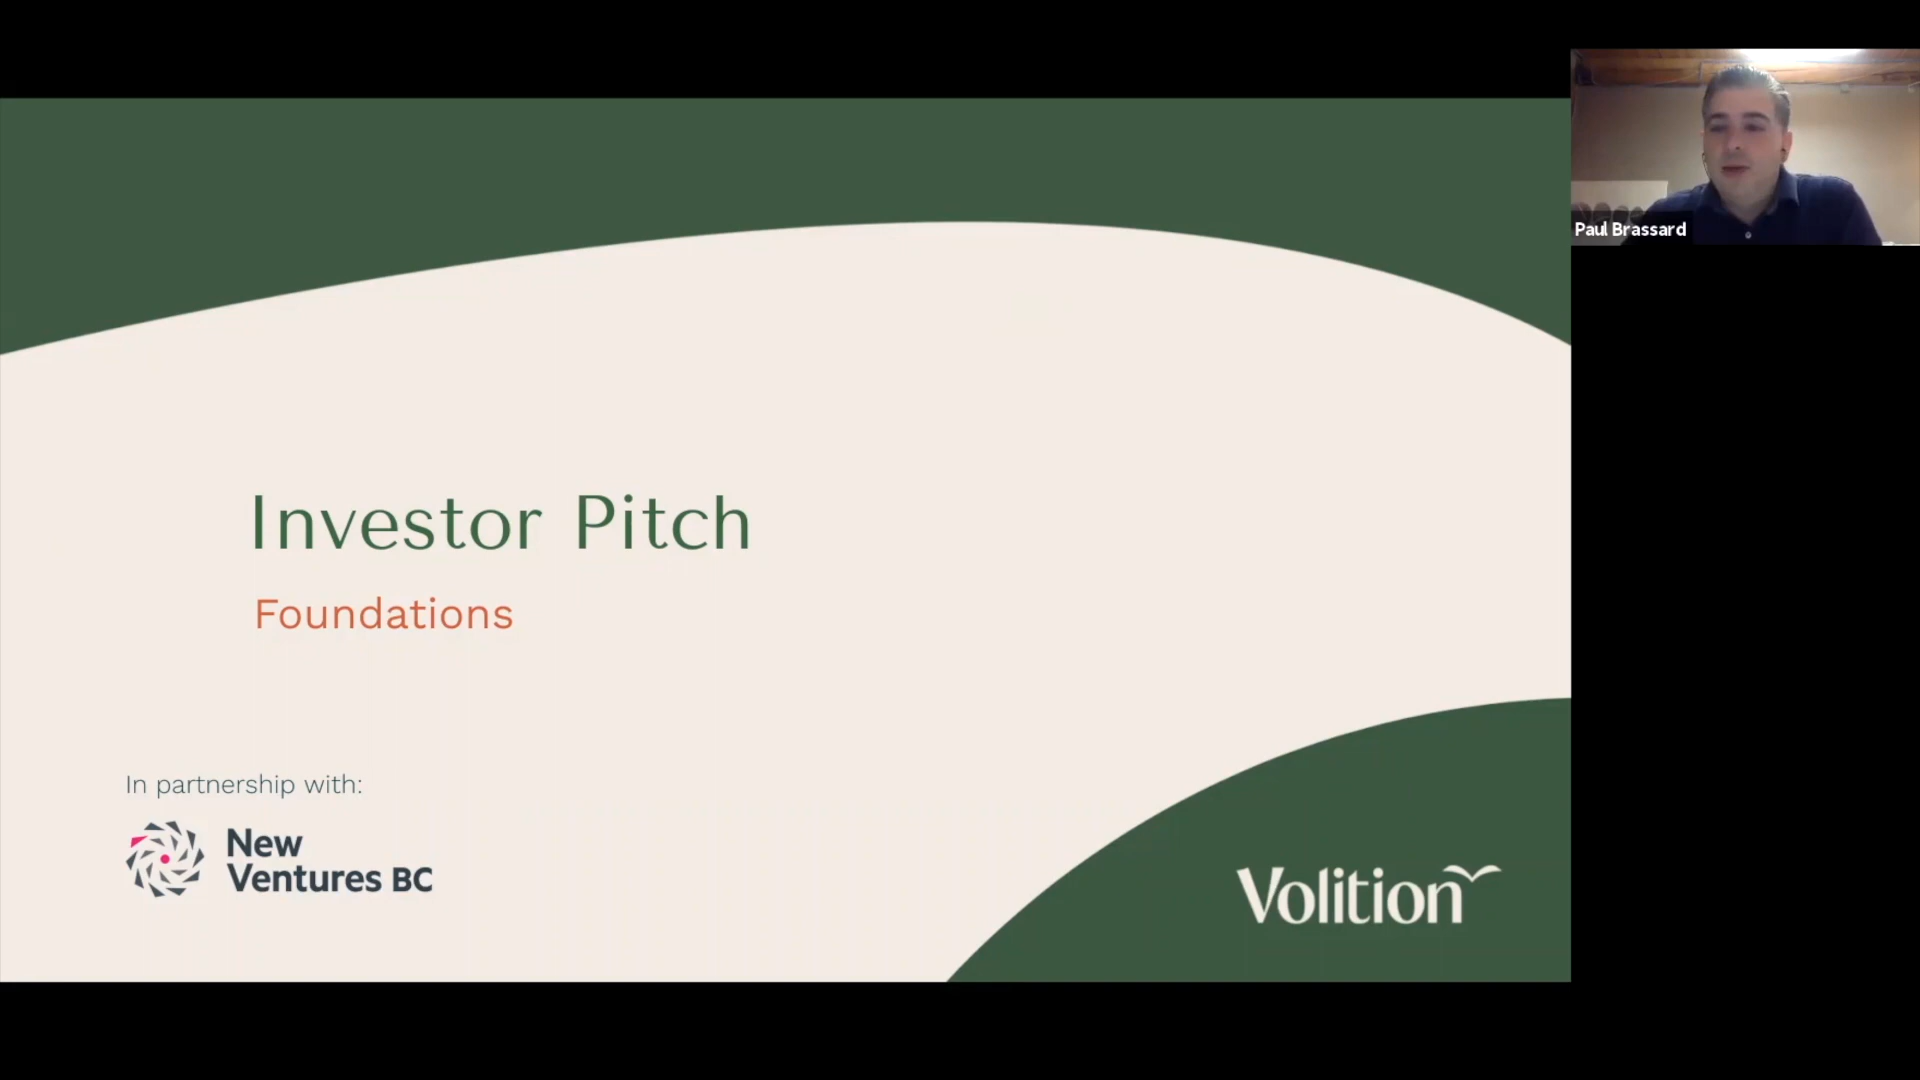 Paul Brassard
Investor Pitch
Foundations
In partnership with:
New
Ventures BC
Volition